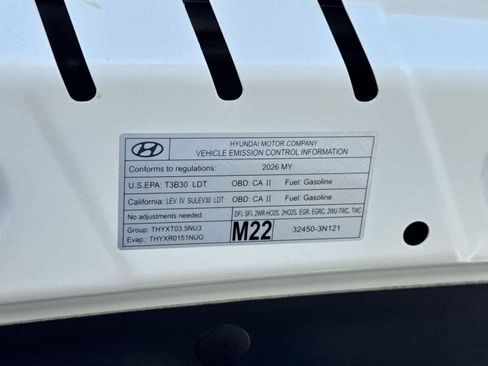 HYUNDAI MOTOR COMPANY
VEHICLE EMISSION CONTROL INFORMATION
Conforms to regulations: 2026 MY
U.S.EPA: T3B30 LDT OBD: CA II Fuel: Gasoline
California: LEV IV SULEV30 LDT OBD: CA II Fuel: Gasoline
No adjustments needed DFI, SFI, 2WR-HO2S, 2HO2S, EGR, EGRC, 2WU-TWC, TWC
Group: THYXT03.5NU3 M22 32450-3N121
Evap.: THYXR0151NUG